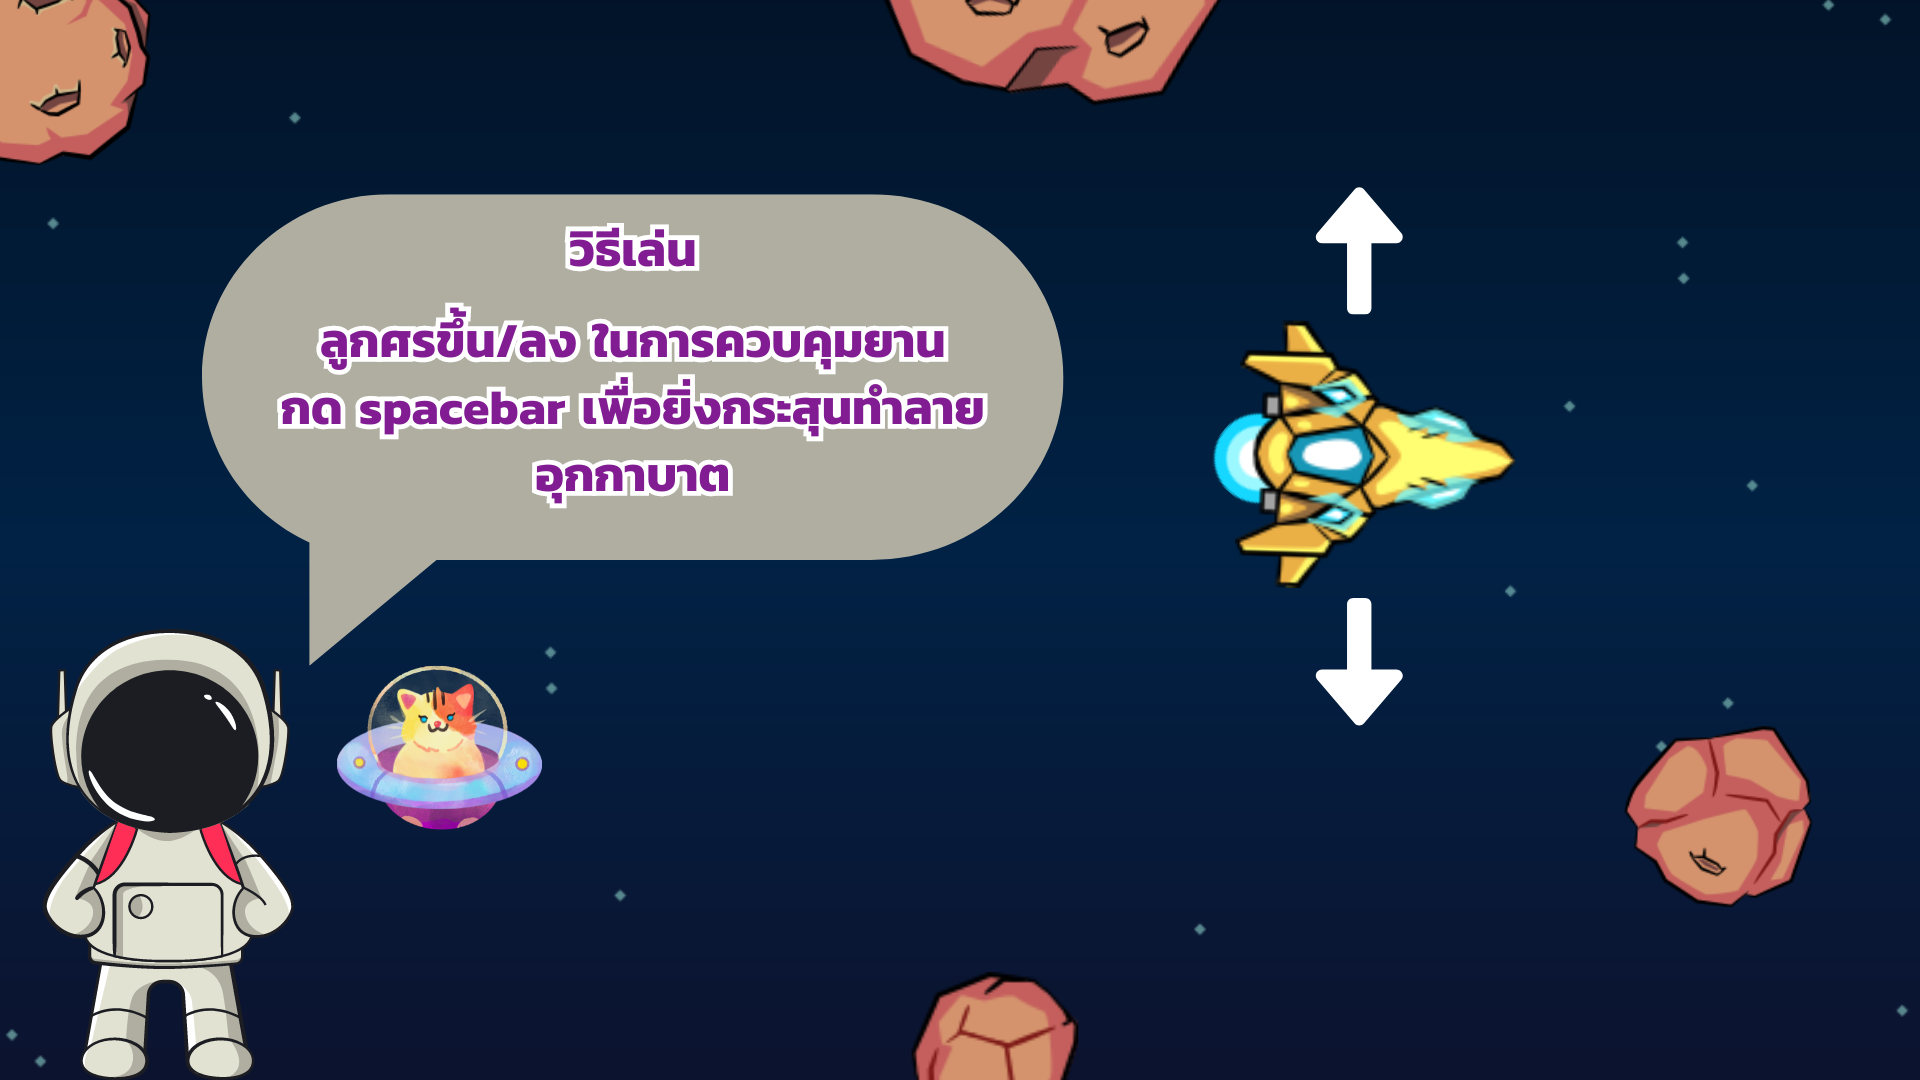 วิธีเล่น
ลูกศรขึ้น/ลง ในการควบคุมยาน
กด spacebar เพื่อยิ่งกระสุนทำลาย
อุกกาบาต